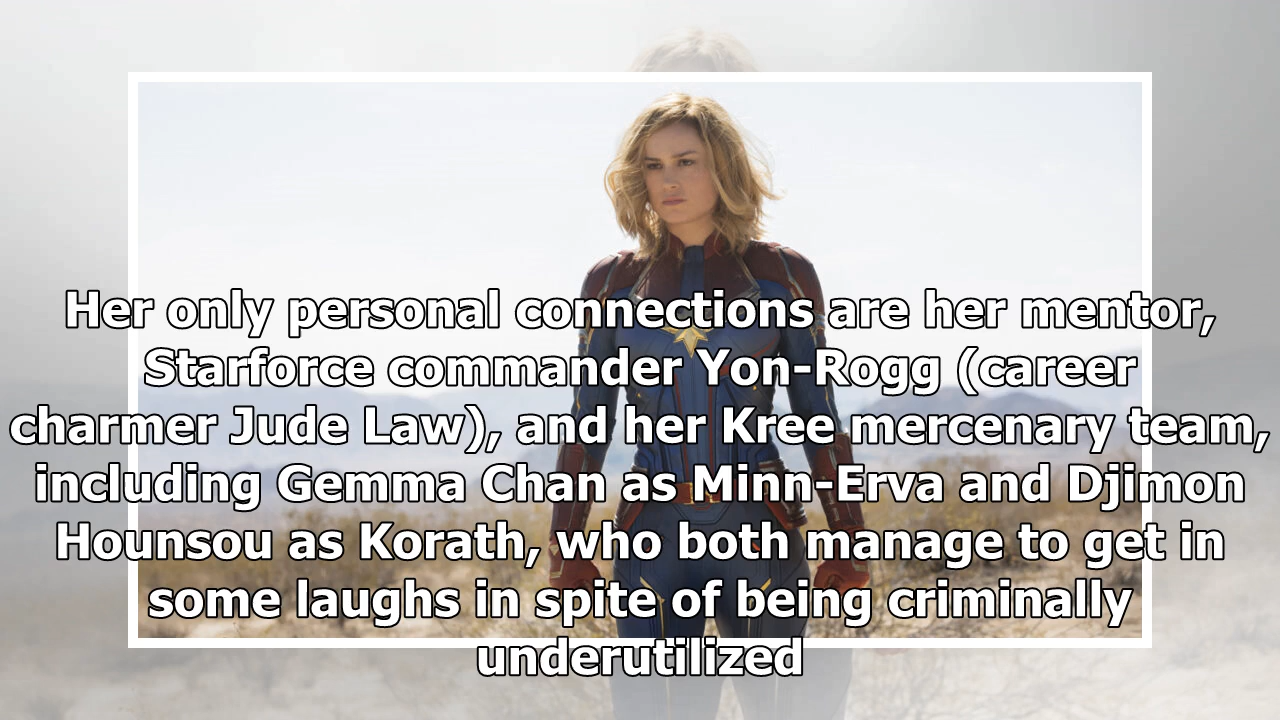 Her only personal connections are her mentor,
Starforce commander Yon-Rogg (career
charmer Jude Law), and her Kree mercenary team,
including Gemma Chan as Minn-Erva and Djimon
Hounsou as Korath, who both manage to get in
some laughs in spite of being criminally
underutilized